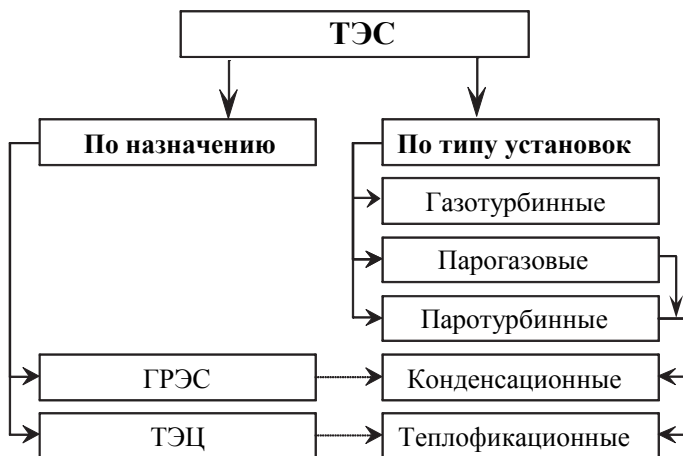 ТЭС
По назначению
По типу установок
Газотурбинные
Парогазовые
Паротурбинные
ГРЭС
Конденсационные
ТЭЦ
Теплофикационные